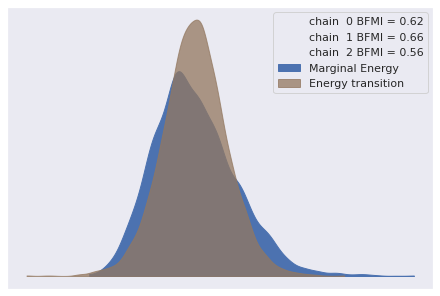 chain  0 BFMI = 0.62
chain  1 BFMI = 0.66
chain  2 BFMI = 0.56
Marginal Energy
Energy transition